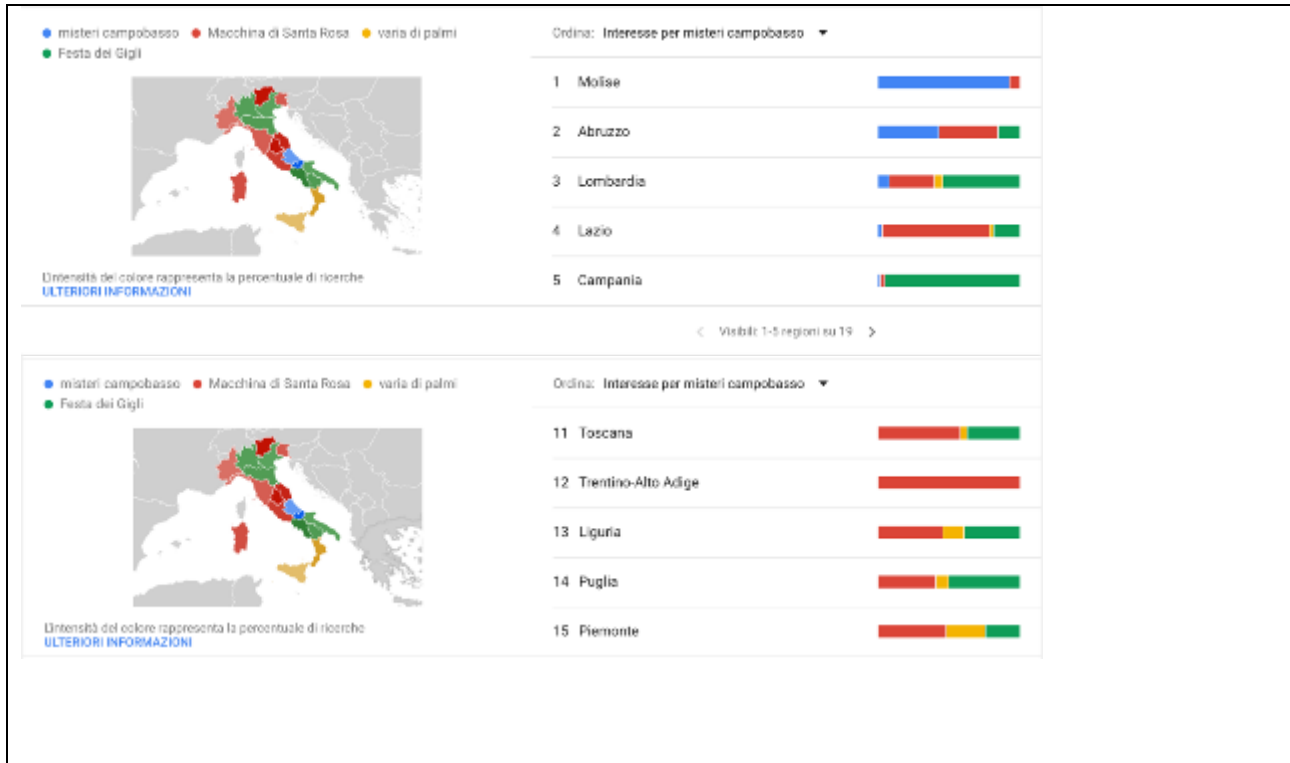 misteri campobasso Macchina di Santa Rosa varia di palmi
Festa dei Gigli
Ordina: Interesse per misteri campobasso
1 Molise
2 Abruzzo
3 Lombardia
4 Lazio
5 Campania
L'intensità del colore rappresenta la percentuale di ricerche
ULTERIORI INFORMAZIONI
Visibili: 1-5 regioni su 19
misteri campobasso Macchina di Santa Rosa varia di palmi
Festa dei Gigli
Ordina: Interesse per misteri campobasso
11 Toscana
12 Trentino-Alto Adige
13 Liguria
14 Puglia
15 Piemonte
L'intensità del colore rappresenta la percentuale di ricerche
ULTERIORI INFORMAZIONI